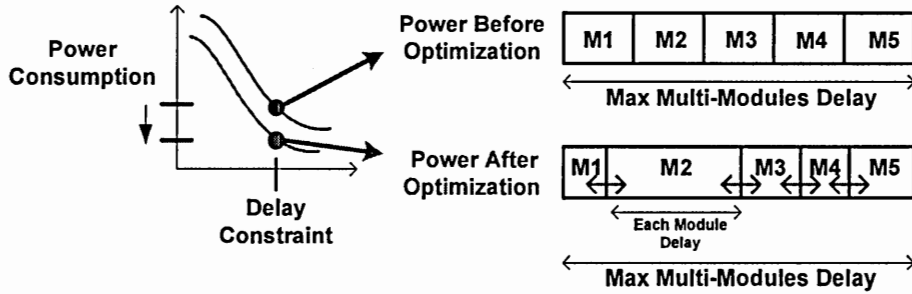 Power
Consumption
Delay
Constraint
Power Before
Optimization
M1 M2 M3 M4 M5
Max Multi-Modules Delay
Power After
Optimization
M1 M2 M3 M4 M5
Each Module
Delay
Max Multi-Modules Delay